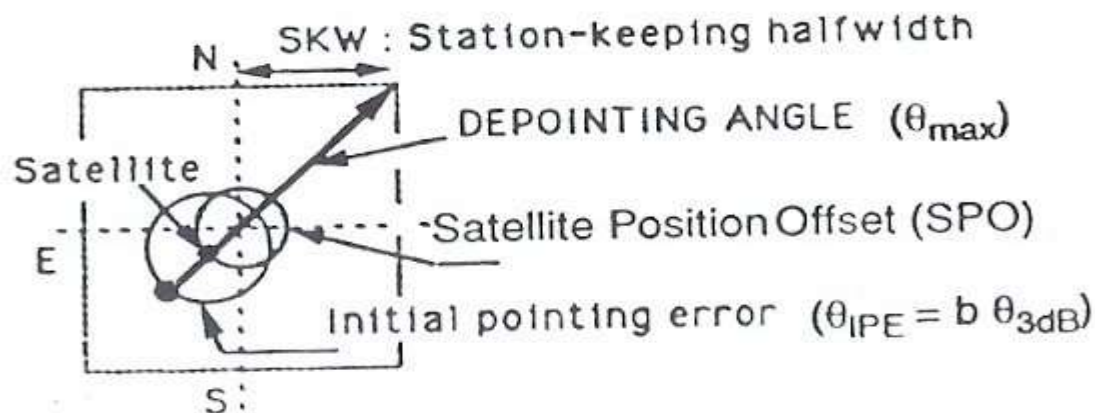 SKW : Station-keeping halfwidth
N
DEPOINTING ANGLE (θmax)
Satellite
Satellite Position Offset (SPO)
E
Initial pointing error (θIPE = b θ3dB)
S